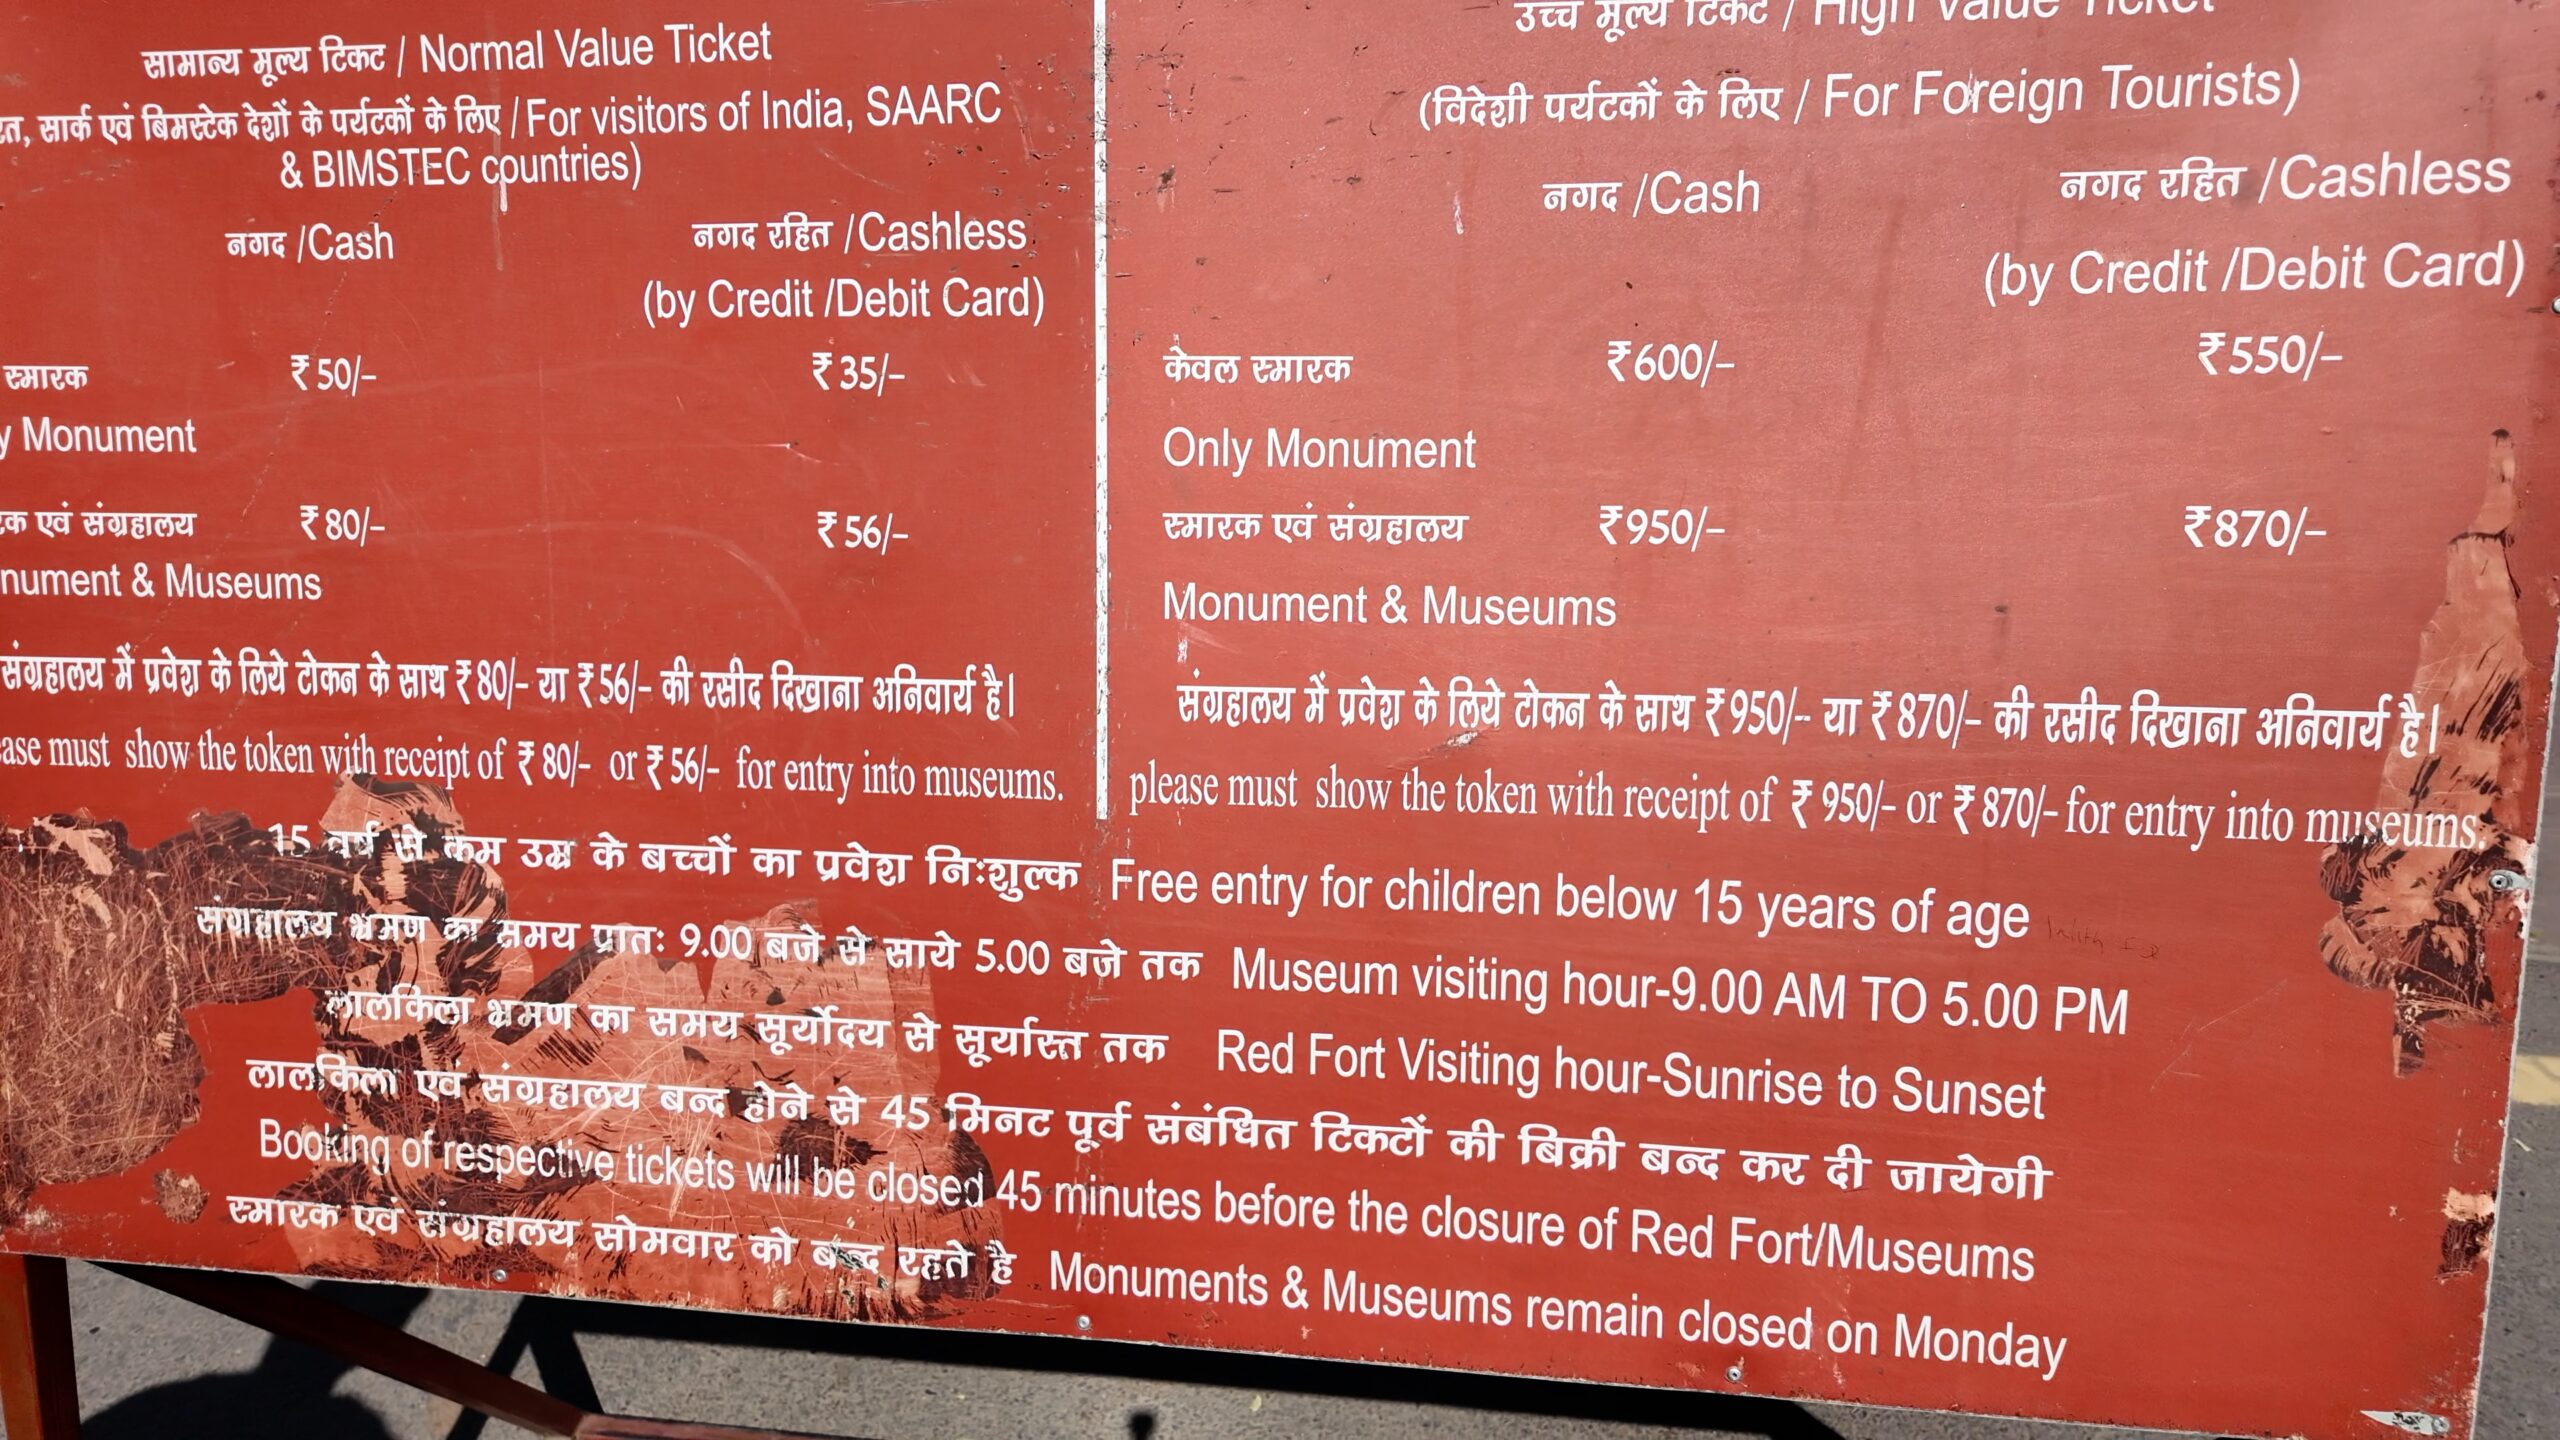 सामान्य मूल्य टिकट / Normal Value Ticket
सार्क एवं बिमस्टेक देशों के पर्यटकों के लिए / For visitors of India, SAARC
& BIMSTEC countries)
नगद /Cash नगद रहित /Cashless
(by Credit /Debit Card)
स्मारक ₹50/- ₹35/-
Monument
एवं संग्रहालय ₹80/- ₹56/-
& Museums
संग्रहालय में प्रवेश के लिये टोकन के साथ ₹80/- या ₹56/- की रसीद दिखाना अनिवार्य है।
must show the token with receipt of ₹80/- or ₹56/- for entry into museums.
उच्च मूल्य टिकट / High Value Ticket
(विदेशी पर्यटकों के लिए / For Foreign Tourists)
नगद /Cash नगद रहित /Cashless
(by Credit /Debit Card)
केवल स्मारक ₹600/- ₹550/-
Only Monument
स्मारक एवं संग्रहालय ₹950/- ₹870/-
Monument & Museums
संग्रहालय में प्रवेश के लिये टोकन के साथ ₹950/- या ₹870/- की रसीद दिखाना अनिवार्य है।
please must show the token with receipt of ₹950/- or ₹870/- for entry into museums.
15 वर्ष से कम उम्र के बच्चों का प्रवेश निःशुल्क Free entry for children below 15 years of age
संग्रहालय भ्रमण का समय प्रातः 9.00 बजे से साये 5.00 बजे तक Museum visiting hour-9.00 AM TO 5.00 PM
लालकिला भ्रमण का समय सूर्योदय से सूर्यास्त तक Red Fort Visiting hour-Sunrise to Sunset
लालकिला एवं संग्रहालय बन्द होने से 45 मिनट पूर्व संबंधित टिकटों की बिक्री बन्द कर दी जायेगी
Booking of respective tickets will be closed 45 minutes before the closure of Red Fort/Museums
स्मारक एवं संग्रहालय सोमवार को बन्द रहते है Monuments & Museums remain closed on Monday